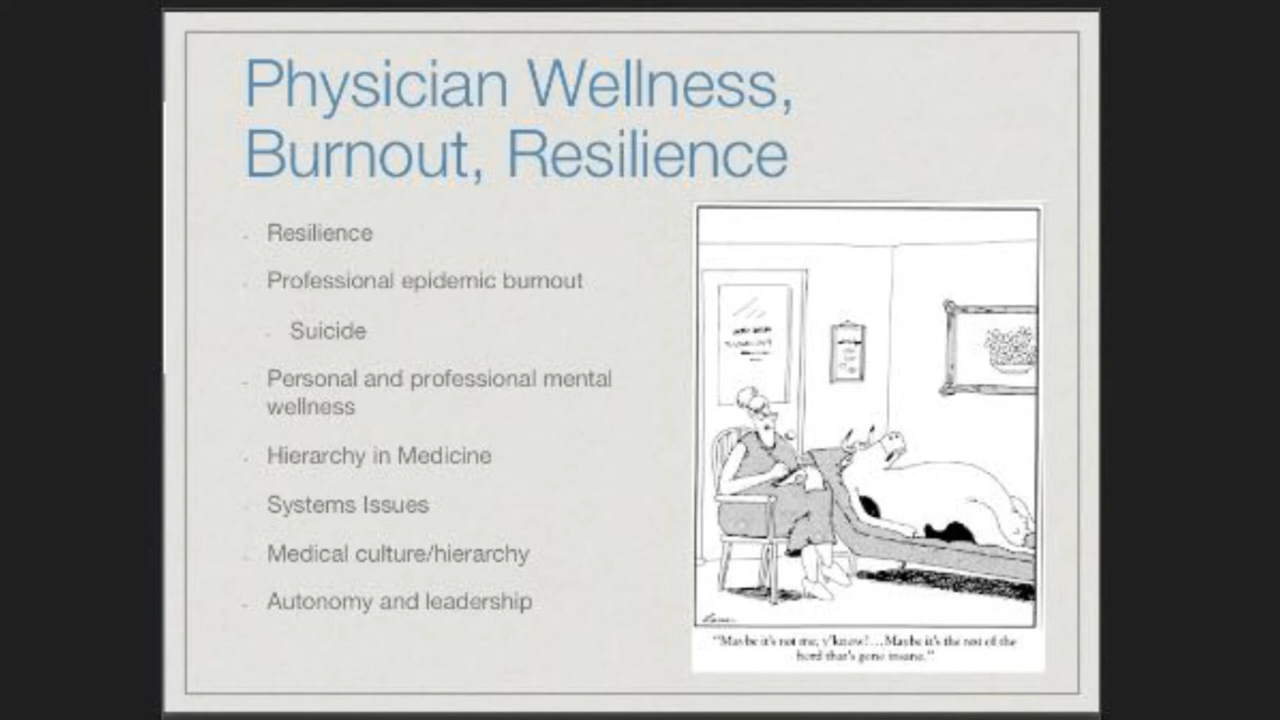 Physician Wellness,
Burnout, Resilience
Resilience
Professional epidemic burnout
Suicide
Personal and professional mental
wellness
Hierarchy in Medicine
Systems Issues
Medical culture/hierarchy
Autonomy and leadership
"Maybe it's not me, y'know?...Maybe it's the rest of the
herd that's gone insane."